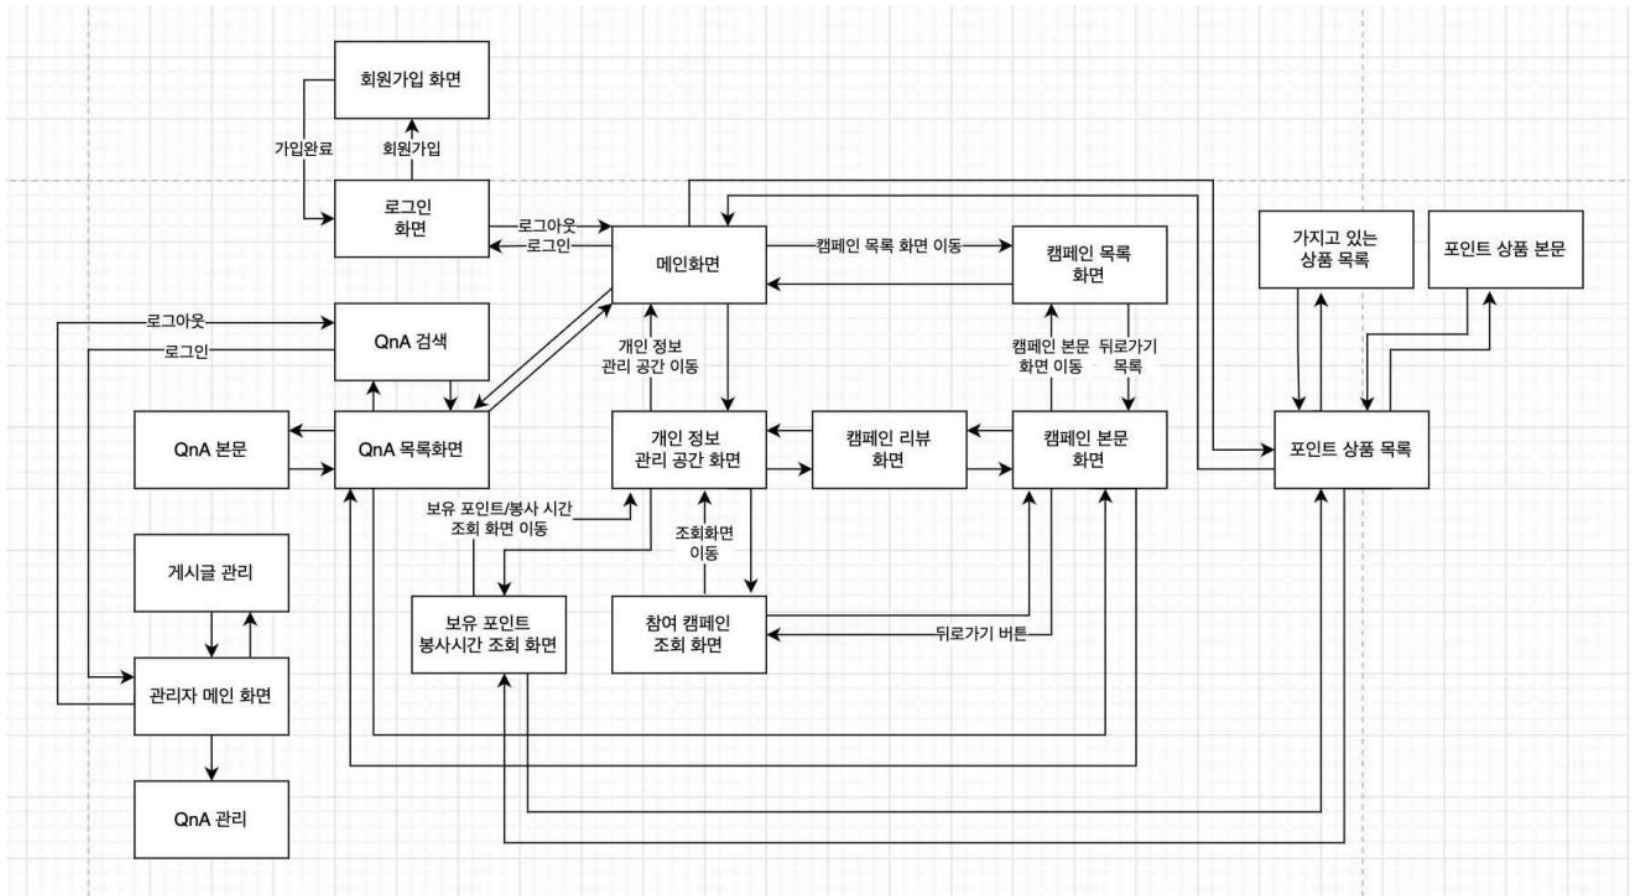 회원가입 화면
가입완료
회원가입
로그인
화면
로그아웃
로그인
메인화면
캠페인 목록 화면 이동
캠페인 목록
화면
가지고 있는
상품 목록
포인트 상품 본문
로그아웃
로그인
QnA 검색
개인 정보
관리 공간 이동
캠페인 본문
화면 이동
뒤로가기
목록
QnA 본문
QnA 목록화면
개인 정보
관리 공간 화면
캠페인 리뷰
화면
캠페인 본문
화면
포인트 상품 목록
보유 포인트/봉사 시간
조회 화면 이동
조회화면
이동
게시글 관리
보유 포인트
봉사시간 조회 화면
참여 캠페인
조회 화면
뒤로가기 버튼
관리자 메인 화면
QnA 관리